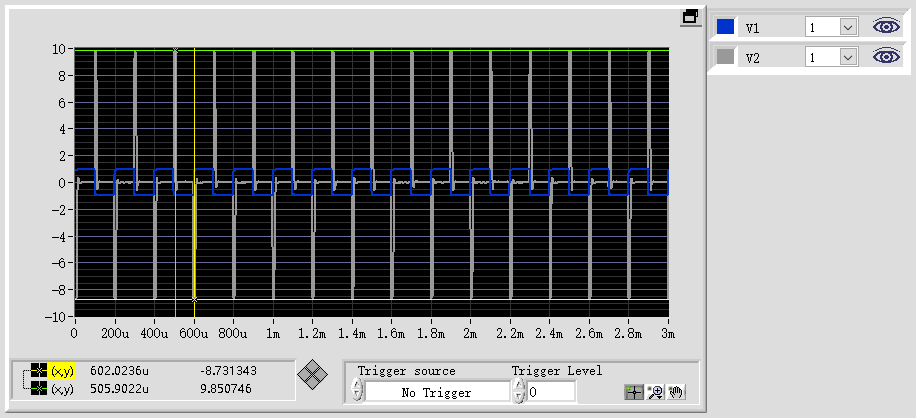 V1 1
V2 1
10
8
6
4
2
0
-2
-4
-6
-8
-10
0 200u 400u 600u 800u 1m 1.2m 1.4m 1.6m 1.8m 2m 2.2m 2.4m 2.6m 2.8m 3m
(x,y) 602.0236u -8.731343
(x,y) 505.9022u 9.850746
Trigger source Trigger Level
No Trigger 0